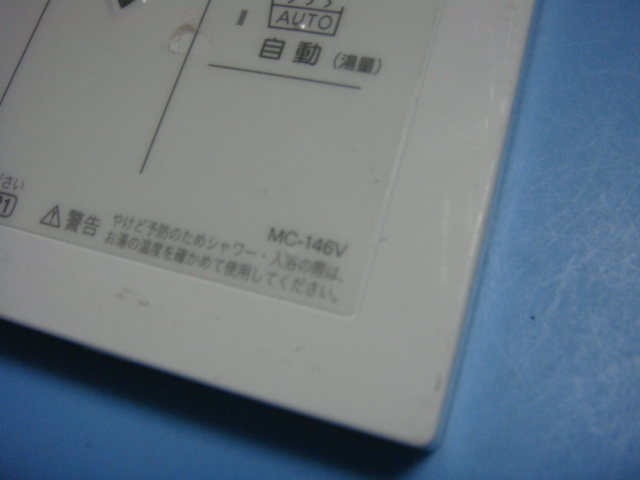 AUTO
自動(湯量)
ださい
MC-146V
警告 やけど予防のためシャワー・入浴の際は、
お湯の温度を確かめて使用してください。